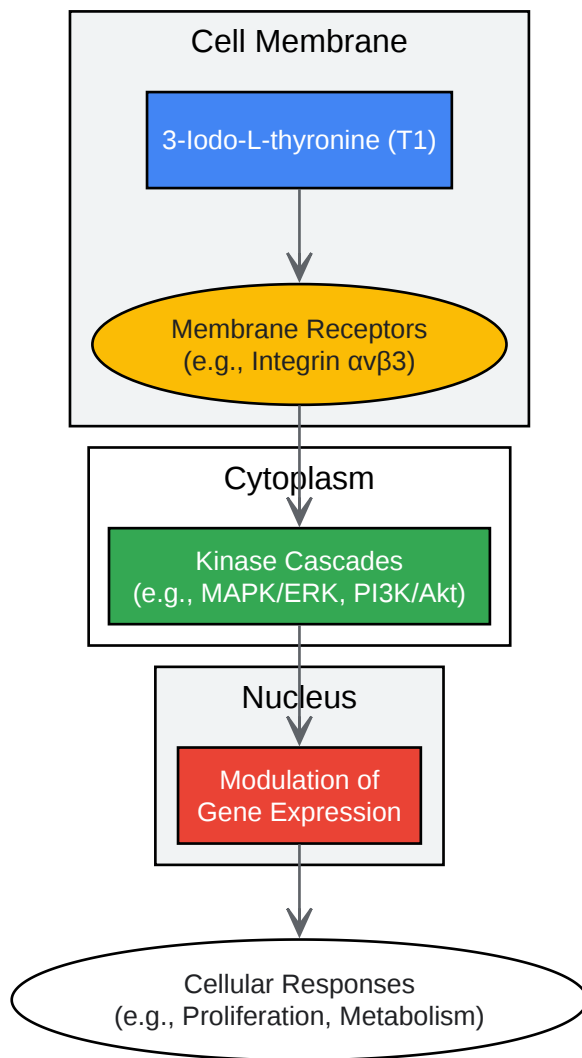 Cell Membrane
3-Iodo-L-thyronine (T1)
Membrane Receptors
(e.g., Integrin αvβ3)
Cytoplasm
Kinase Cascades
(e.g., MAPK/ERK, PI3K/Akt)
Nucleus
Modulation of
Gene Expression
Cellular Responses
(e.g., Proliferation, Metabolism)